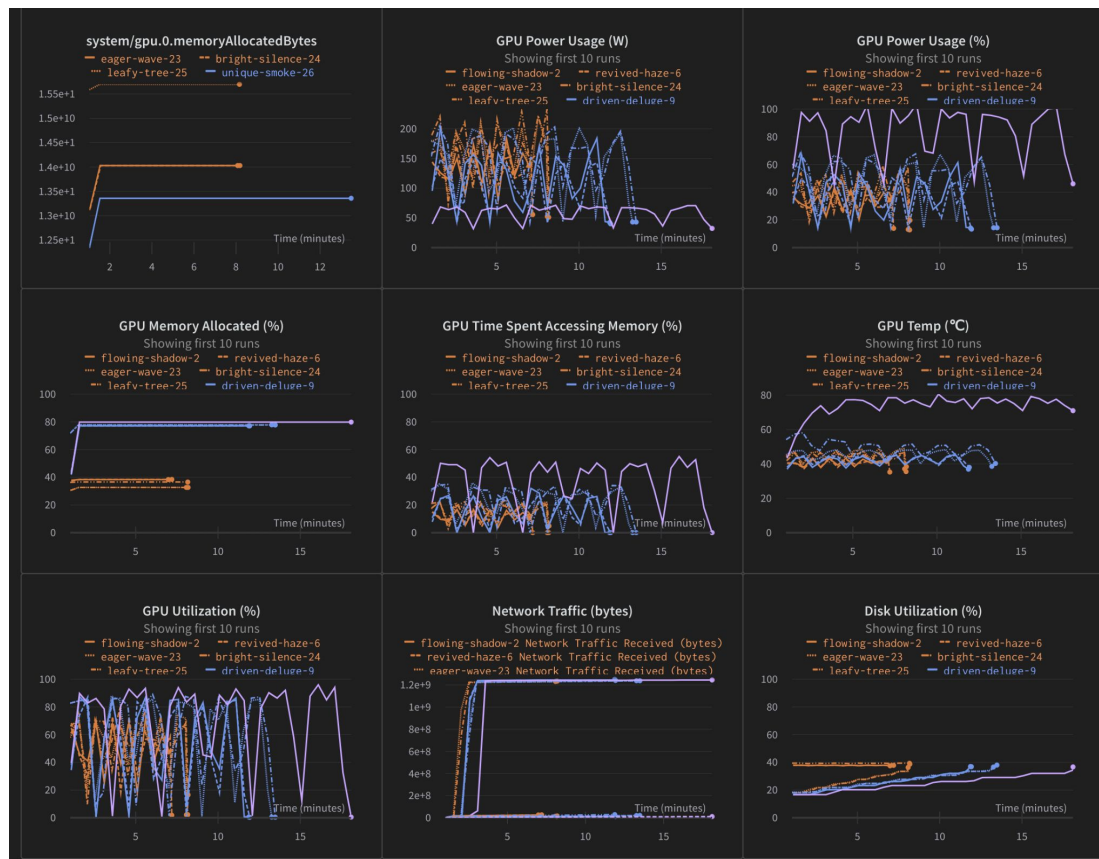 system/gpu.0.memoryAllocatedBytes
eager-wave-23 bright-silence-24
leafy-tree-25 unique-smoke-26
1.55e+1
1.5e+10
1.45e+1
1.4e+10
1.35e+1
1.3e+10
1.25e+1
Time (minutes)
2 4 6 8 10 12
GPU Power Usage (W)
Showing first 10 runs
flowing-shadow-2 revived-haze-6
eager-wave-23 bright-silence-24
leafy-tree-25 driven-deluge-9
200
150
100
50
0
Time (minutes)
5 10 15
GPU Power Usage (%)
Showing first 10 runs
flowing-shadow-2 revived-haze-6
eager-wave-23 bright-silence-24
leafy-tree-25 driven-deluge-9
100
80
60
40
20
0
Time (minutes)
5 10 15
GPU Memory Allocated (%)
Showing first 10 runs
flowing-shadow-2 revived-haze-6
eager-wave-23 bright-silence-24
leafy-tree-25 driven-deluge-9
100
80
60
40
20
0
Time (minutes)
5 10 15
GPU Time Spent Accessing Memory (%)
Showing first 10 runs
flowing-shadow-2 revived-haze-6
eager-wave-23 bright-silence-24
leafy-tree-25 driven-deluge-9
100
80
60
40
20
0
Time (minutes)
5 10 15
GPU Temp (℃)
Showing first 10 runs
flowing-shadow-2 revived-haze-6
eager-wave-23 bright-silence-24
leafy-tree-25 driven-deluge-9
80
60
40
20
0
Time (minutes)
5 10 15
GPU Utilization (%)
Showing first 10 runs
flowing-shadow-2 revived-haze-6
eager-wave-23 bright-silence-24
leafy-tree-25 driven-deluge-9
100
80
60
40
20
0
Time (minutes)
5 10 15
Network Traffic (bytes)
Showing first 10 runs
flowing-shadow-2 Network Traffic Received (bytes)
revived-haze-6 Network Traffic Received (bytes)
eager-wave-23 Network Traffic Received (bytes)
1.2e+9
1e+9
8e+8
6e+8
4e+8
2e+8
0
Time (minutes)
5 10 15
Disk Utilization (%)
Showing first 10 runs
flowing-shadow-2 revived-haze-6
eager-wave-23 bright-silence-24
leafy-tree-25 driven-deluge-9
100
80
60
40
20
0
Time (minutes)
5 10 15